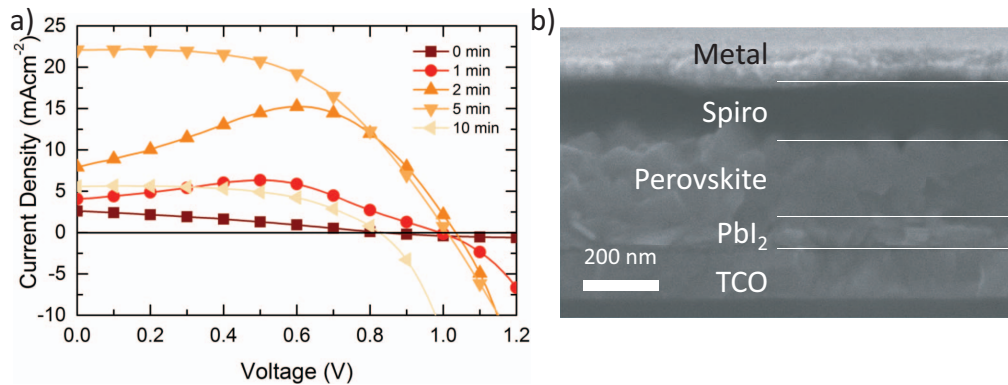 a)
Current Density (mAcm⁻²)
25
20
15
10
5
0
-5
-10
0.0 0.2 0.4 0.6 0.8 1.0 1.2
Voltage (V)
0 min
1 min
2 min
5 min
10 min
b)
Metal
Spiro
Perovskite
PbI₂
200 nm
TCO